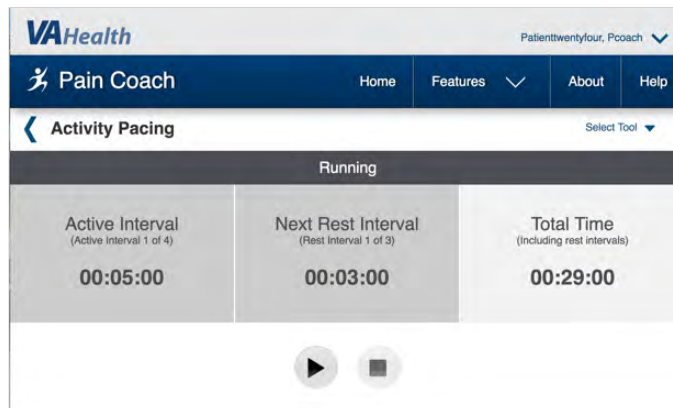 VAHealth
Patienttwentyfour, Pcoach
Pain Coach
Home Features About Help
Activity Pacing
Select Tool
Running
Active Interval
(Active Interval 1 of 4)
00:05:00
Next Rest Interval
(Rest Interval 1 of 3)
00:03:00
Total Time
(Including rest intervals)
00:29:00